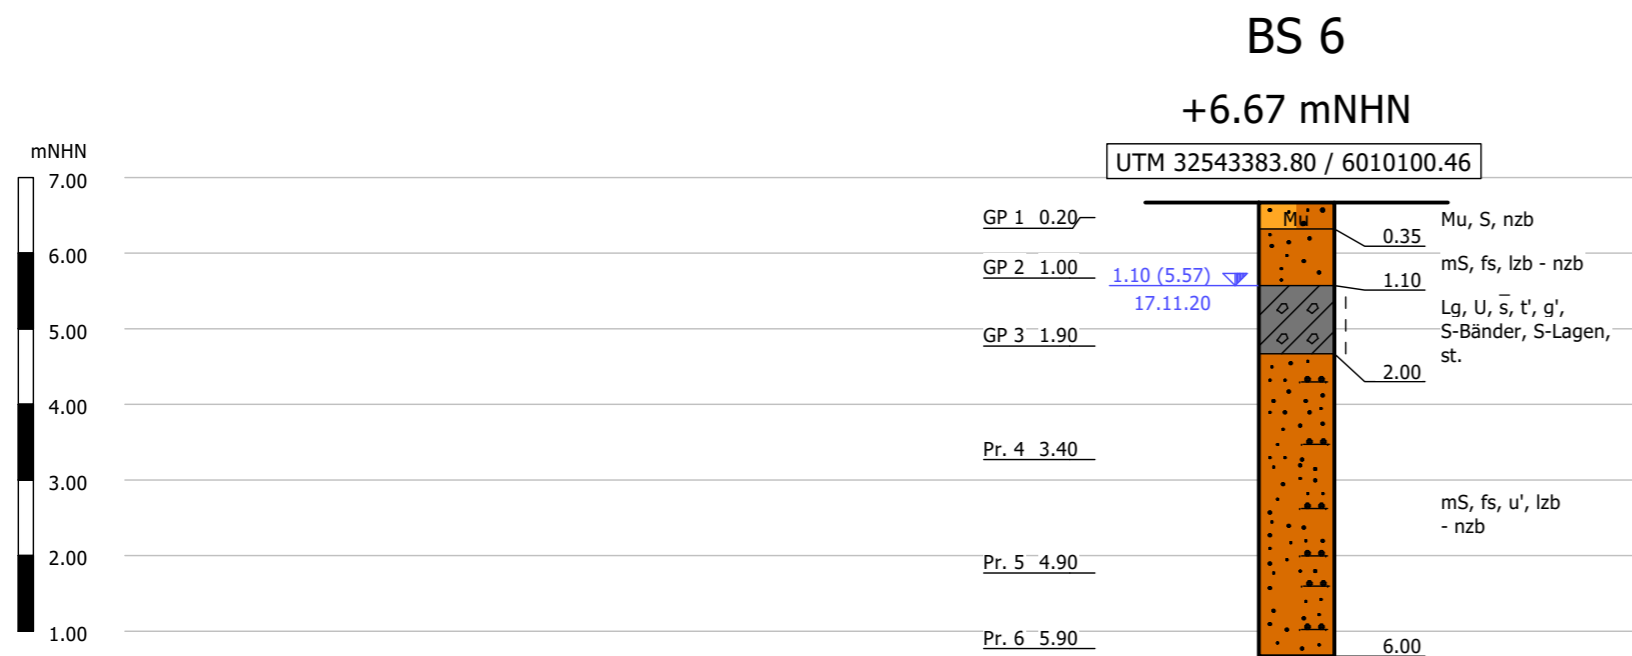 BS 6
+6.67 mNHN
UTM 32543383.80 / 6010100.46
mNHN
7.00
6.00
5.00
4.00
3.00
2.00
1.00
GP 1 0.20
GP 2 1.00
GP 3 1.90
Pr. 4 3.40
Pr. 5 4.90
Pr. 6 5.90
1.10 (5.57)
17.11.20
Mu
0.35
1.10
2.00
6.00
Mu, S, nzb
mS, fs, lzb - nzb
Lg, U, s̅, t', g',
S-Bänder, S-Lagen,
st.
mS, fs, u', lzb
- nzb